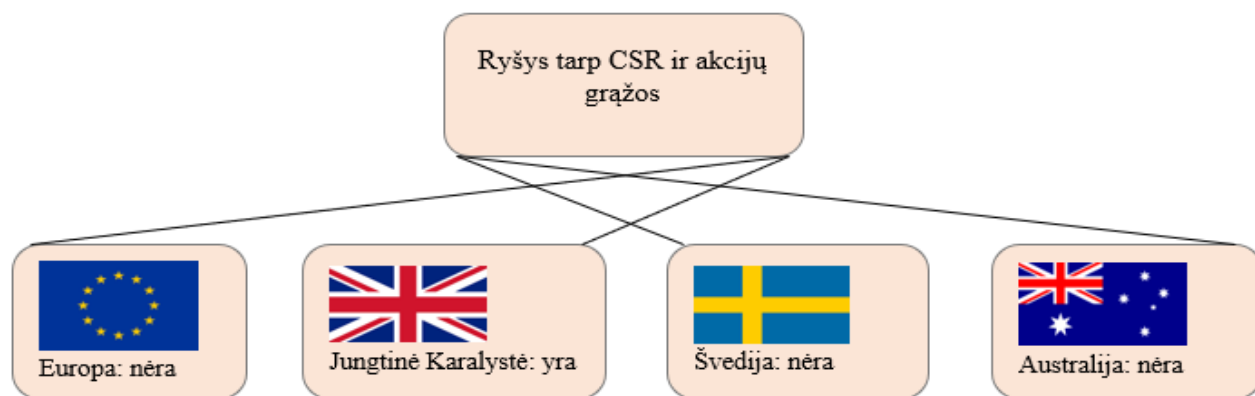 Ryšys tarp CSR ir akcijų
grąžos
Europa: nėra
Jungtinė Karalystė: yra
Švedija: nėra
Australija: nėra